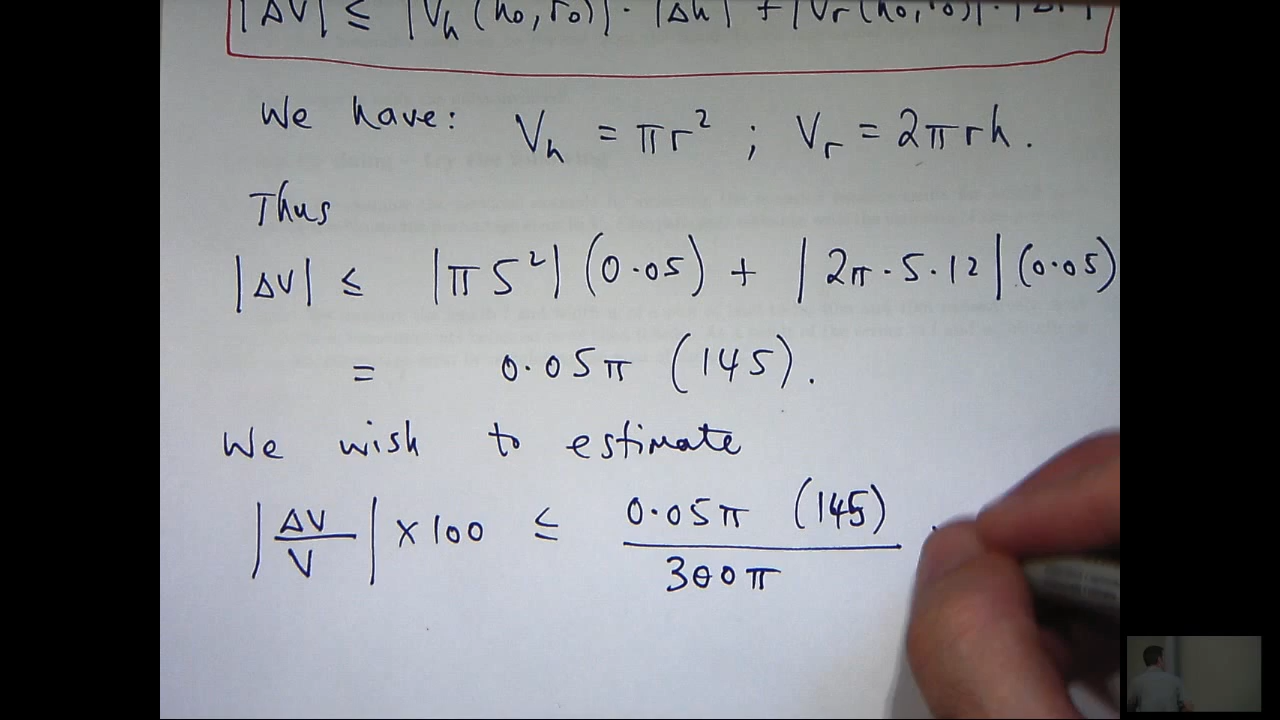 |ΔV| ≤ |V_h(h₀,r₀)|·|Δh| + |V_r(h₀,r₀)|·|Δr|
We have: V_h = πr² ; V_r = 2πrh.
Thus
|ΔV| ≤ |π5²|(0·05) + |2π·5·12|(0·05)
= 0·05π (145).
We wish to estimate
|ΔV/V| × 100 ≤ 0·05π (145) / 300π